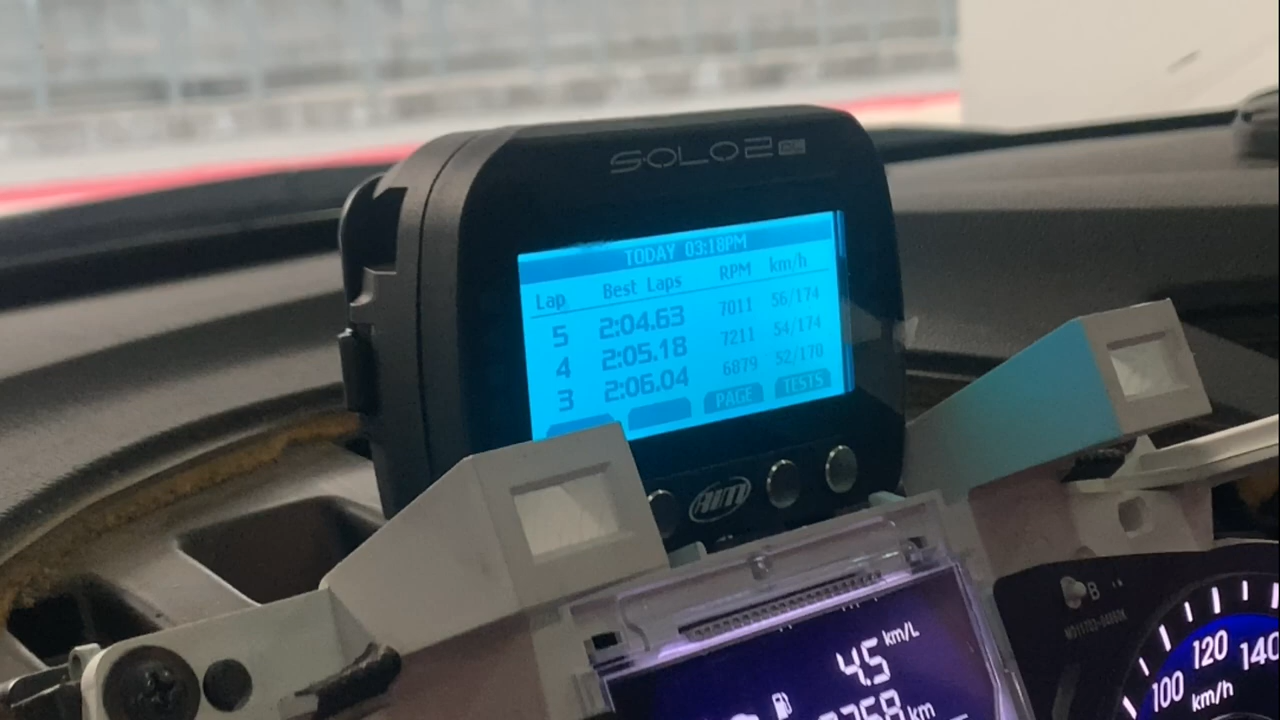 SOLO2 DL
TODAY 03:18PM
Lap Best Laps RPM km/h
5 2:04.63 7011 56/174
4 2:05.18 7211 54/174
3 2:06.04 6879 52/170
PAGE TESTS
AiM
4.5 km/L
km
B
100 120 140
km/h